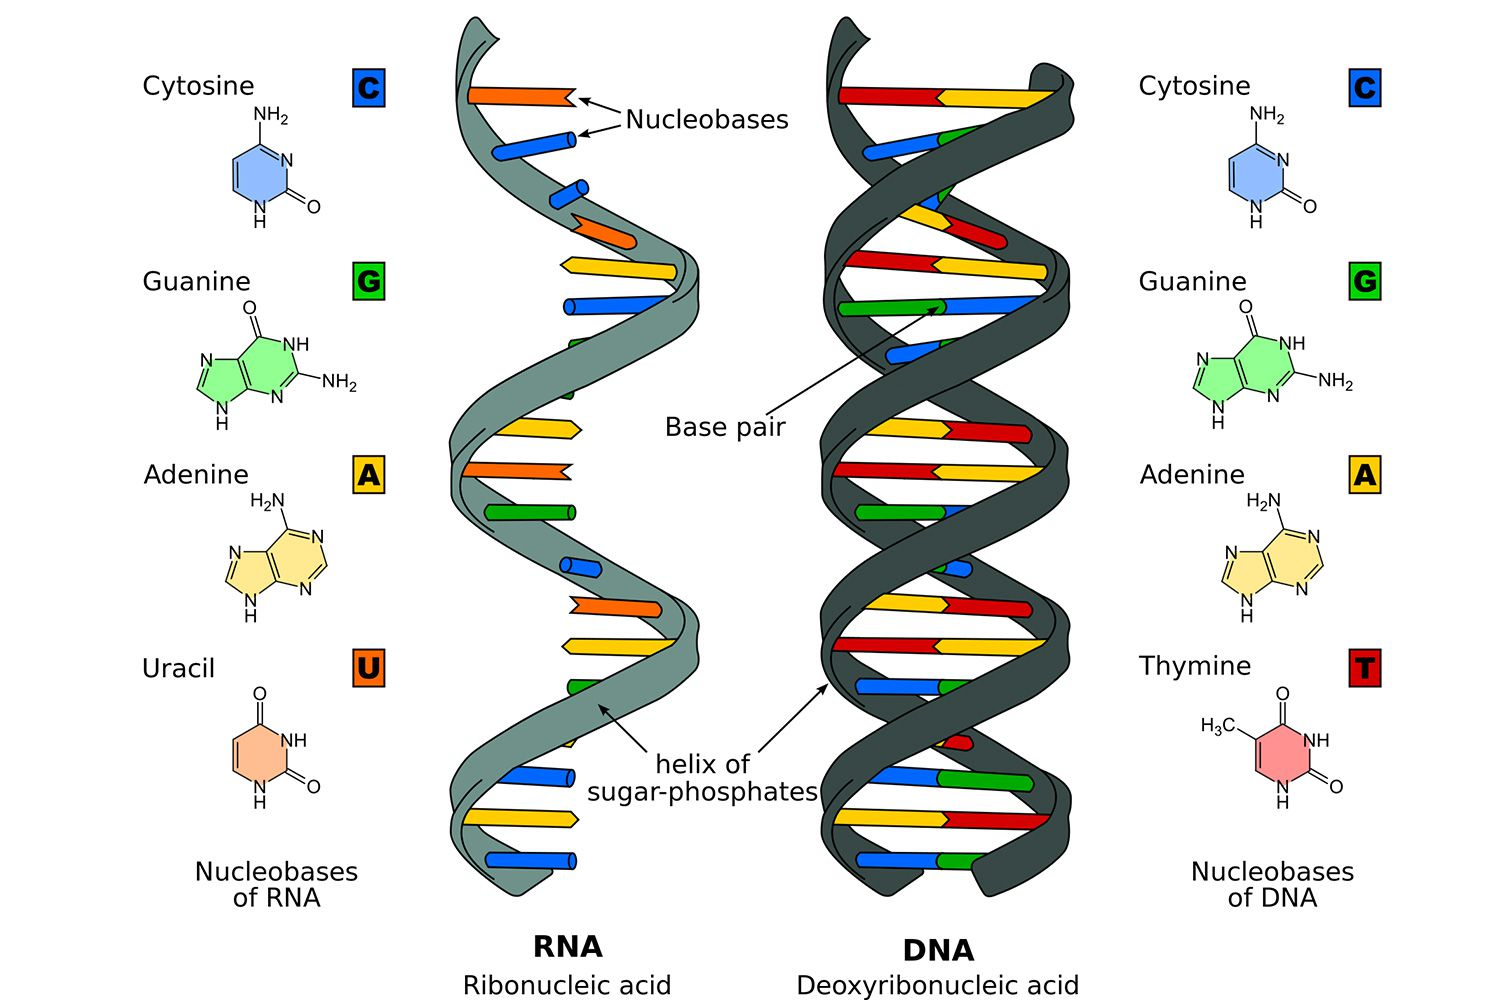 Cytosine
C
NH2
N
N
H
O
Guanine
G
O
N
NH
N
H
N
NH2
Adenine
A
H2N
N
N
N
H
N
Uracil
U
O
NH
N
H
O
Nucleobases
of RNA
Nucleobases
Base pair
helix of
sugar-phosphates
RNA
Ribonucleic acid
DNA
Deoxyribonucleic acid
Cytosine
C
NH2
N
N
H
O
Guanine
G
O
N
NH
N
H
N
NH2
Adenine
A
H2N
N
N
N
H
N
Thymine
T
O
H3C
NH
N
H
O
Nucleobases
of DNA